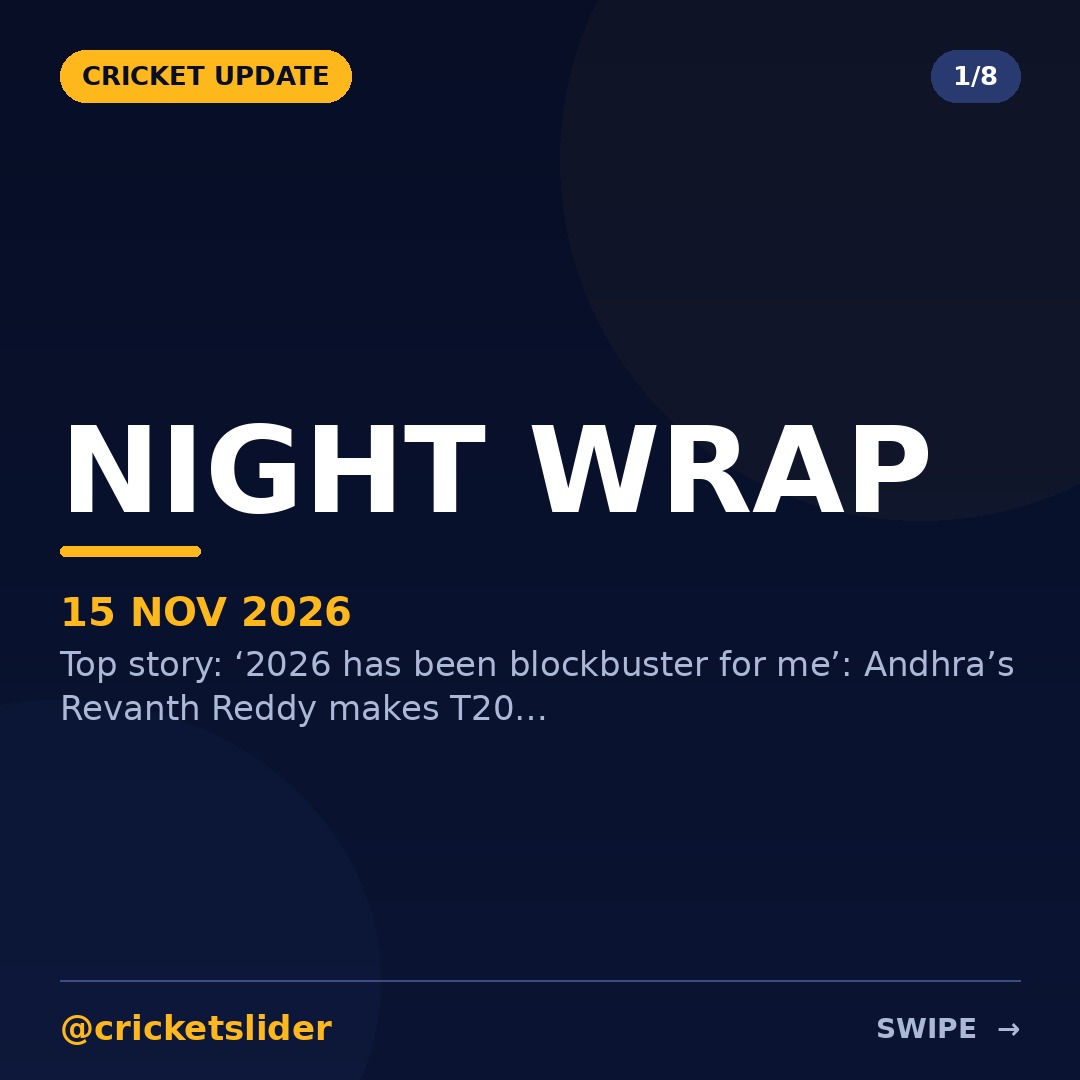 CRICKET UPDATE
1/8
NIGHT WRAP
15 NOV 2026
Top story: ‘2026 has been blockbuster for me’: Andhra’s
Revanth Reddy makes T20...
@cricketslider
SWIPE →